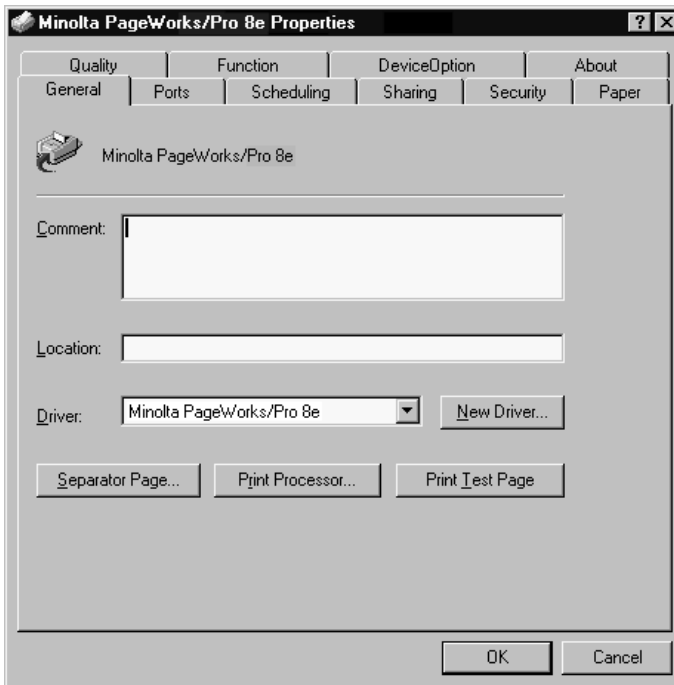 Minolta PageWorks/Pro 8e Properties ? X
Quality Function DeviceOption About
General Ports Scheduling Sharing Security Paper
Minolta PageWorks/Pro 8e
Comment:
Location:
Driver: Minolta PageWorks/Pro 8e New Driver...
Separator Page... Print Processor... Print Test Page
OK Cancel